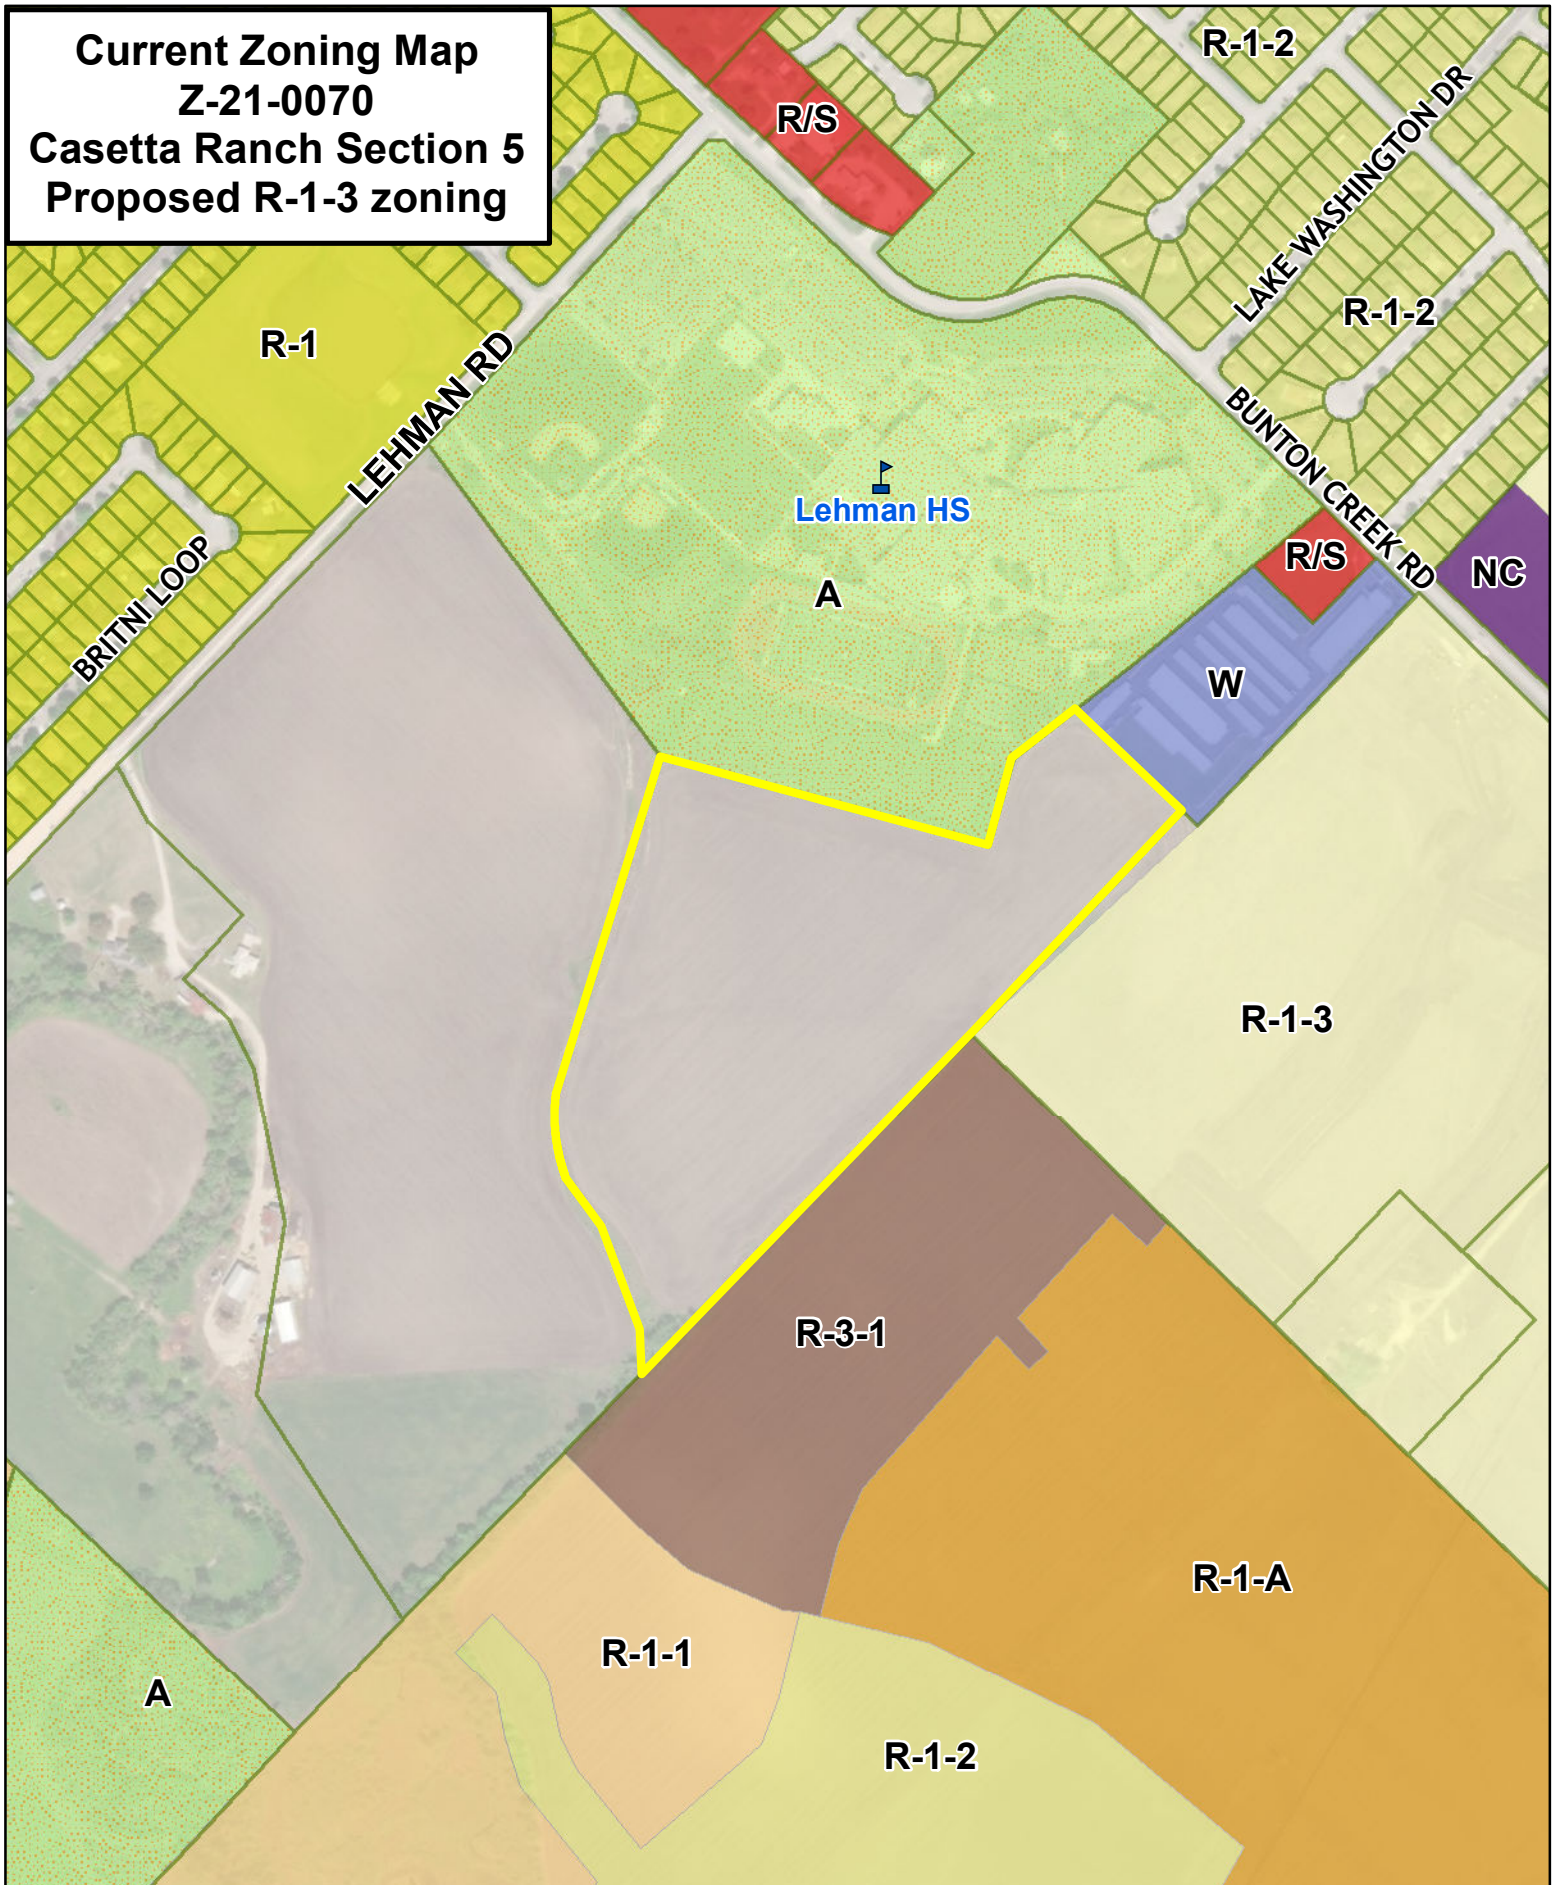 Current Zoning Map
Z-21-0070
Casetta Ranch Section 5
Proposed R-1-3 zoning
R-1-2
R/S
LAKE WASHINGTON DR
R-1-2
R-1
LEHMAN RD
BUNTON CREEK RD
Lehman HS
R/S
NC
A
BRITNI LOOP
W
R-1-3
R-3-1
R-1-A
R-1-1
A
R-1-2